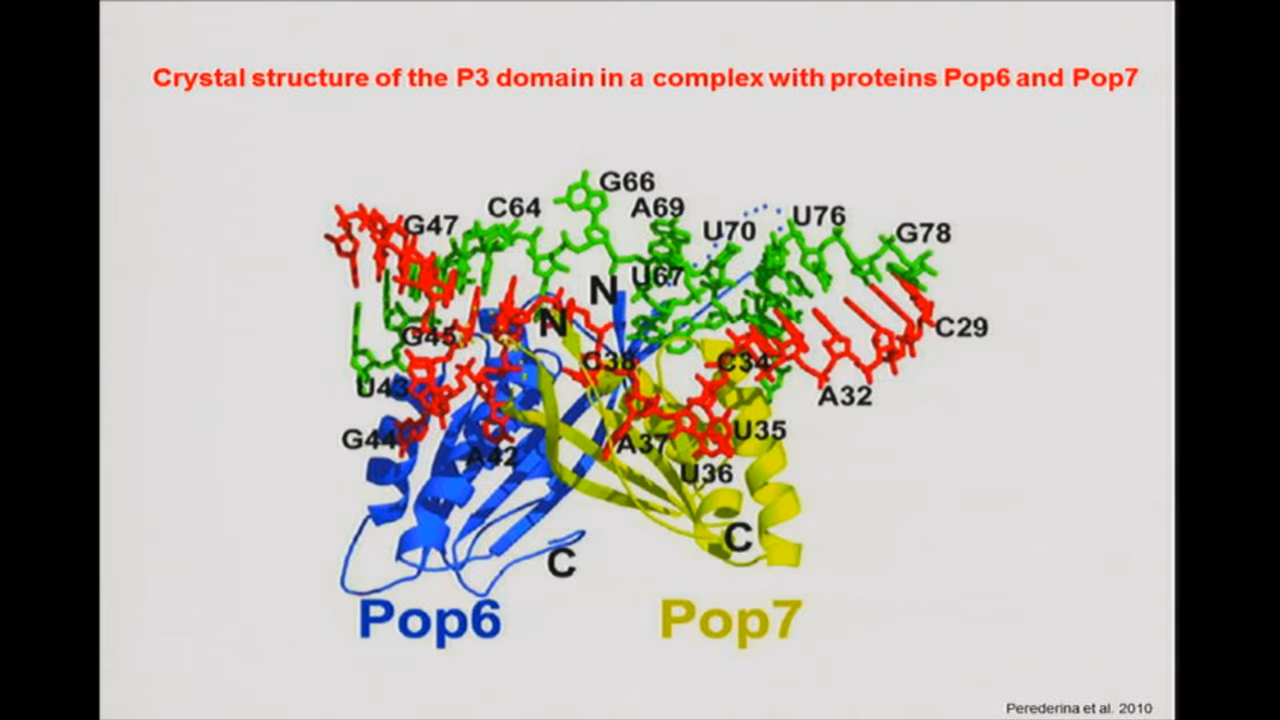 Crystal structure of the P3 domain in a complex with proteins Pop6 and Pop7
G66
C64
A69
G47
U70
U76
G78
U67
N
N
C29
G45
C38
C34
U43
A32
U35
G44
A37
A42
U36
C
C
Pop6
Pop7
Perederina et al. 2010